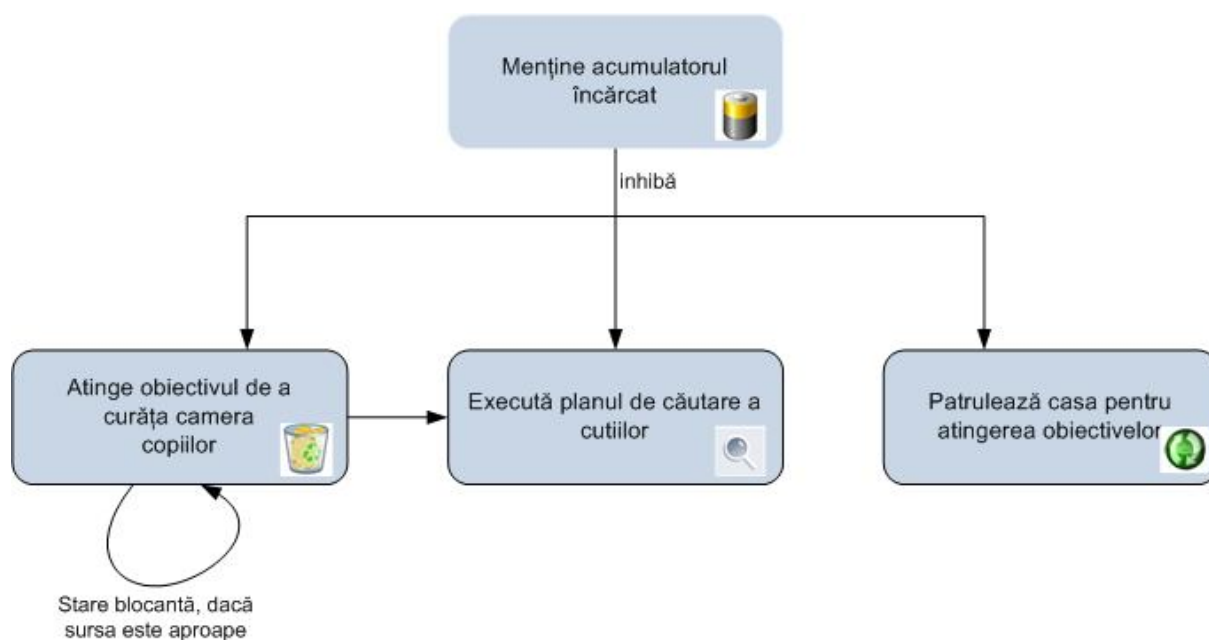 Menține acumulatorul
încărcat
inhibă
Atinge obiectivul de a
curăța camera
copiilor
Execută planul de căutare a
cutiilor
Patrulează casa pentru
atingerea obiectivelor
Stare blocantă, dacă
sursa este aproape